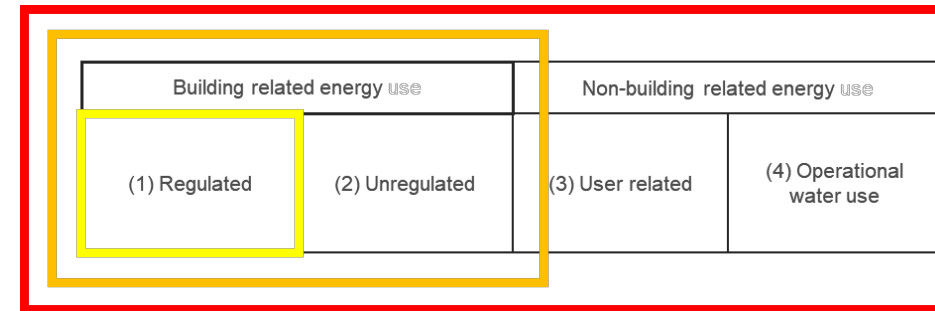 Building related energy use
Non-building related energy use
(1) Regulated
(2) Unregulated
(3) User related
(4) Operational
water use